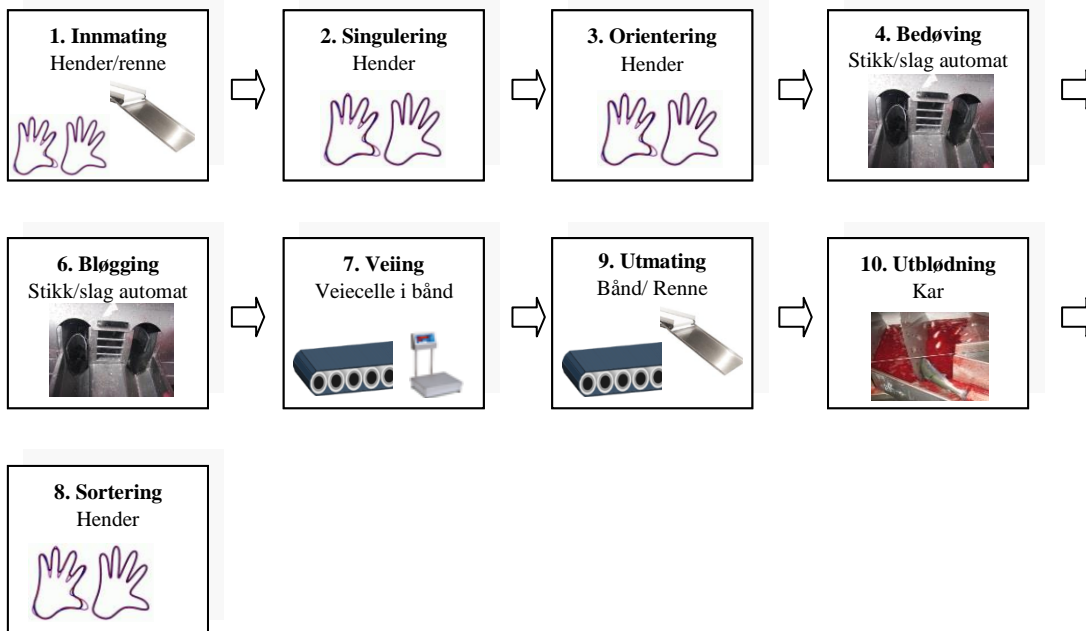 1. Innmating
Hender/renne
2. Singulering
Hender
3. Orientering
Hender
4. Bedøving
Stikk/slag automat
6. Bløgging
Stikk/slag automat
7. Veiing
Veiecelle i bånd
9. Utmating
Bånd/ Renne
10. Utblødning
Kar
8. Sortering
Hender